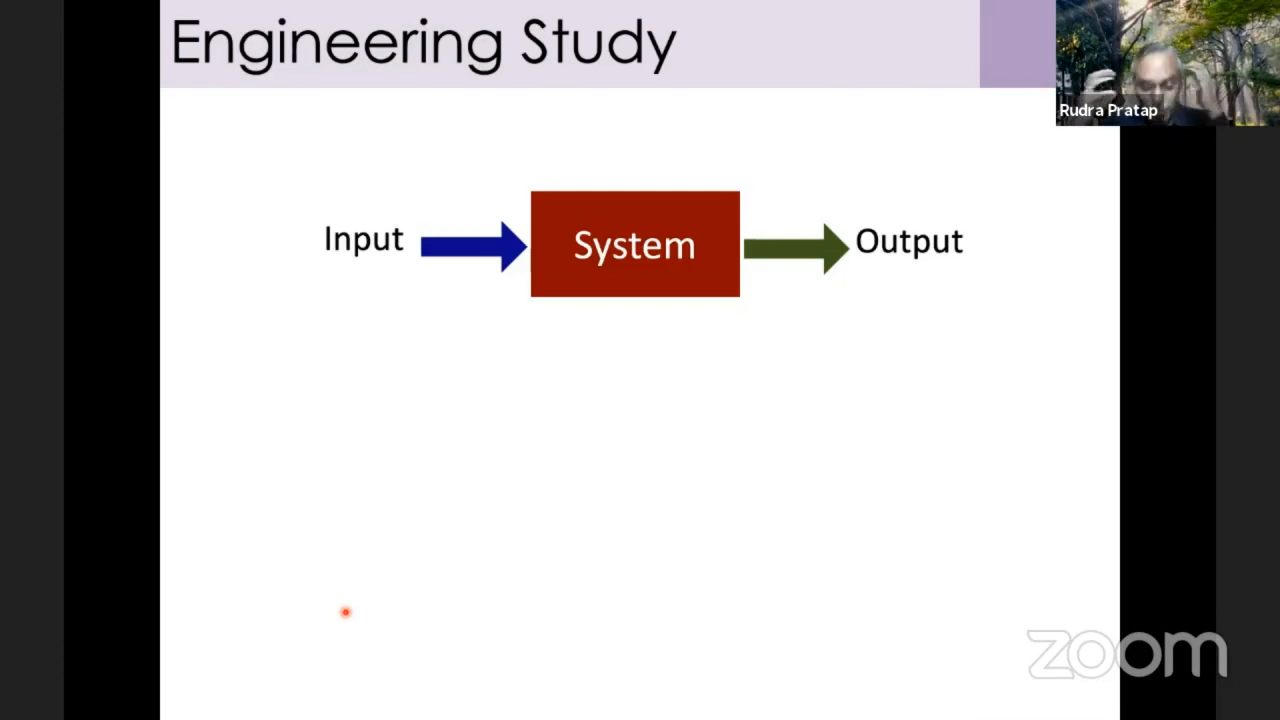 Engineering Study
Rudra Pratap
Input
System
Output
zoom